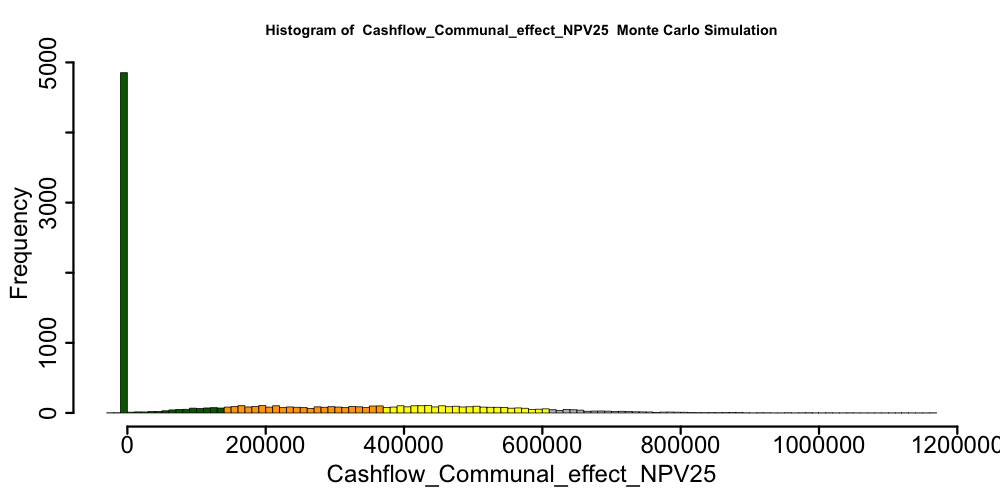 Histogram of  Cashflow_Communal_effect_NPV25  Monte Carlo Simulation
Frequency
5000
3000
1000
0
0 200000 400000 600000 800000 1000000 1200000
Cashflow_Communal_effect_NPV25